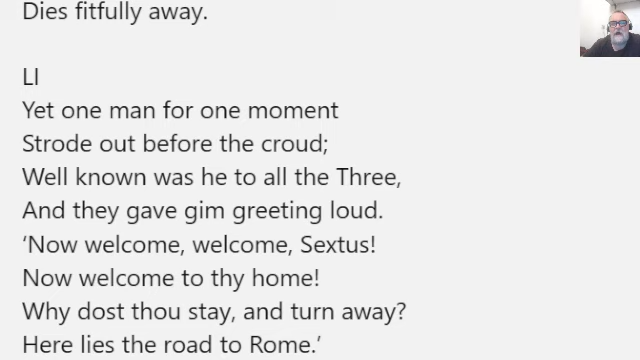 Dies fitfully away.
LI
Yet one man for one moment
Strode out before the croud;
Well known was he to all the Three,
And they gave gim greeting loud.
‘Now welcome, welcome, Sextus!
Now welcome to thy home!
Why dost thou stay, and turn away?
Here lies the road to Rome.’